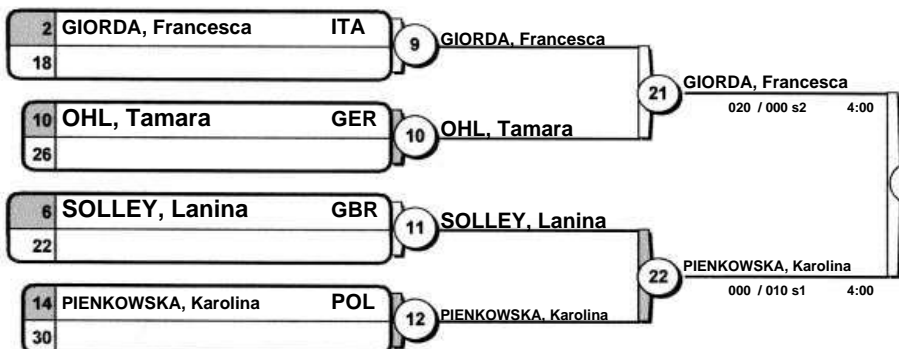 2 GIORDA, Francesca ITA
18
9 GIORDA, Francesca
10 OHL, Tamara GER
26
10 OHL, Tamara
21 GIORDA, Francesca
020 / 000 s2 4:00
6 SOLLEY, Lanina GBR
22
11 SOLLEY, Lanina
14 PIENKOWSKA, Karolina POL
30
12 PIENKOWSKA, Karolina
22 PIENKOWSKA, Karolina
000 / 010 s1 4:00